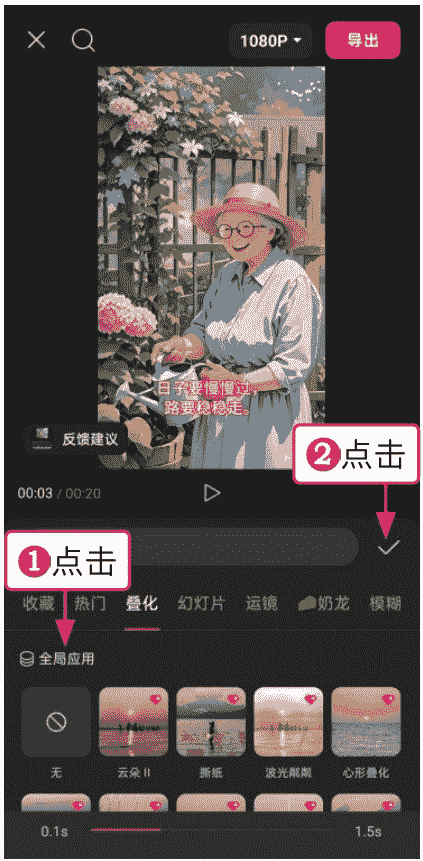 1080P
导出
日子要慢慢过
路要稳稳走。
反馈建议
2点击
00:03 / 00:20
1点击
收藏 热门 叠化 幻灯片 运镜 奶龙 模糊
全局应用
无 云朵 II 撕纸 波光粼粼 心形叠化
0.1s 1.5s